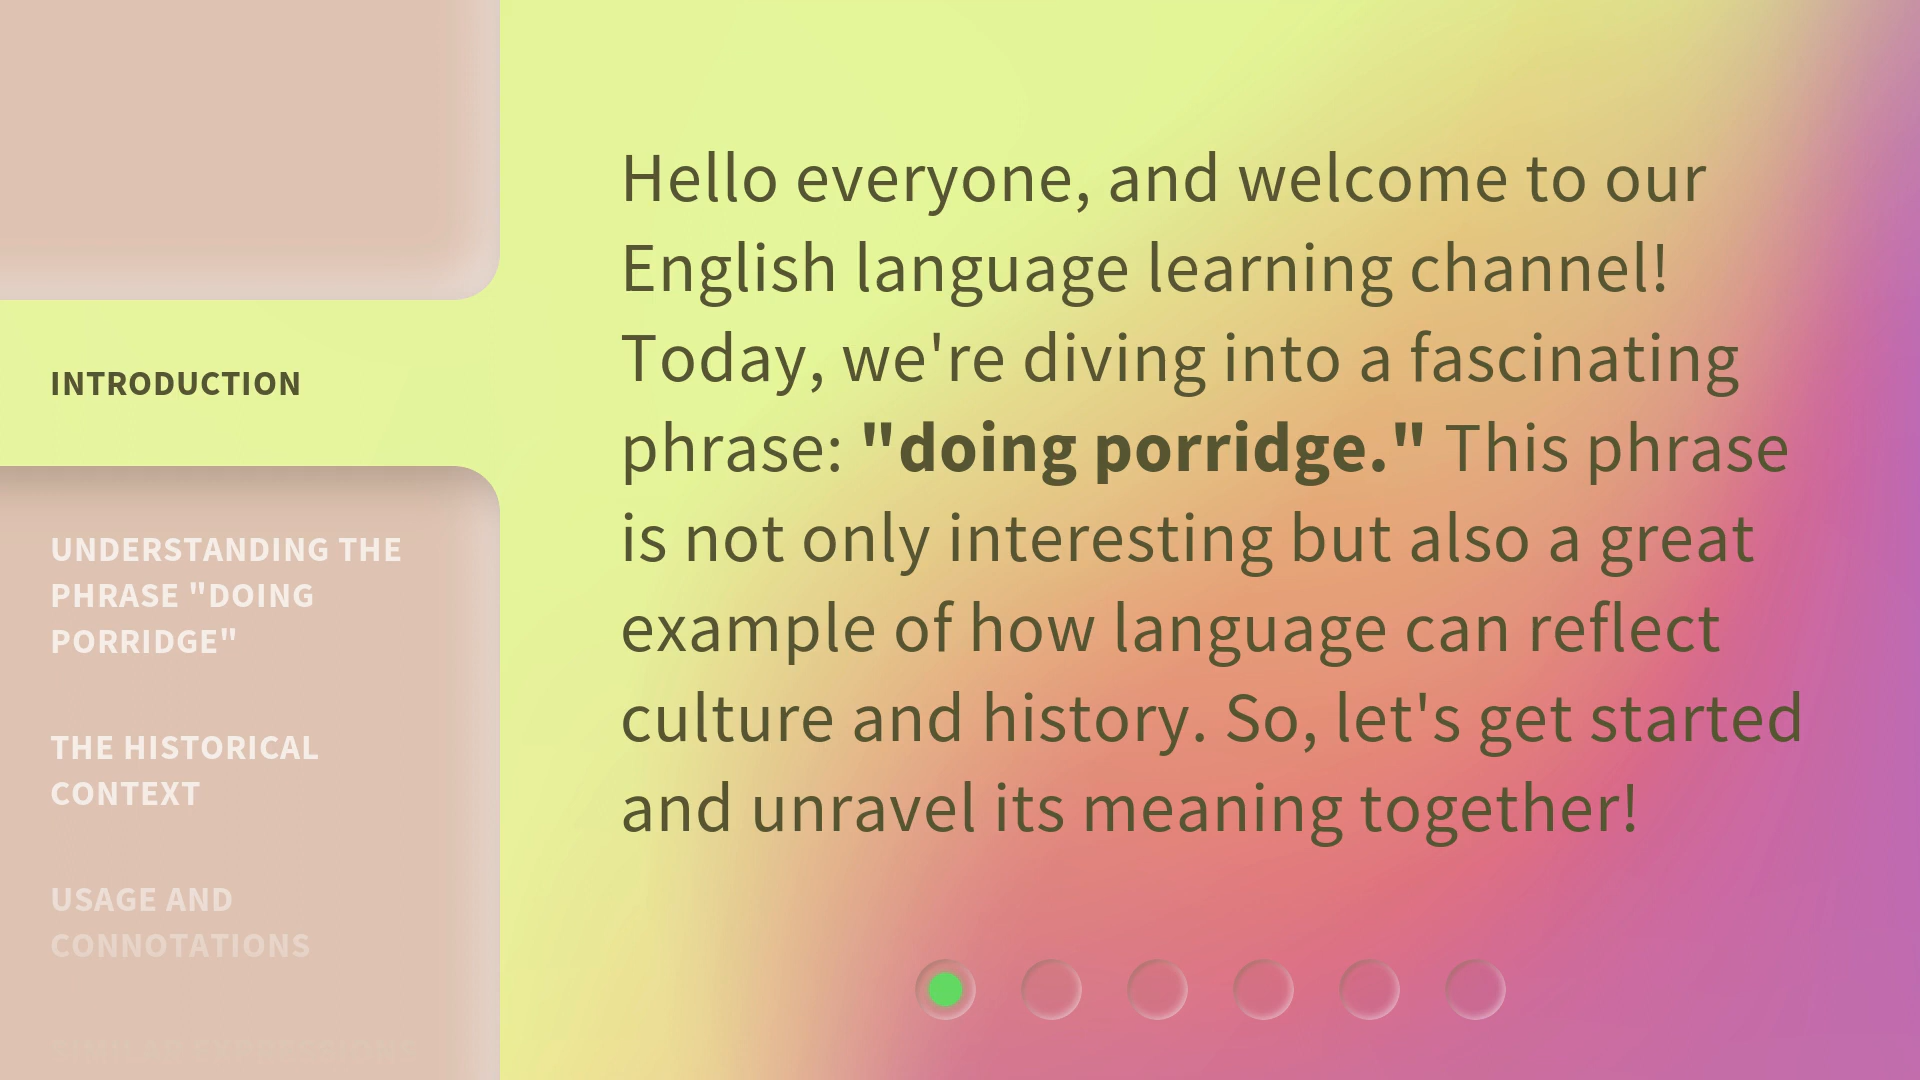 INTRODUCTION
UNDERSTANDING THE
PHRASE "DOING
PORRIDGE"
THE HISTORICAL
CONTEXT
USAGE AND
CONNOTATIONS
SIMILAR EXPRESSIONS
Hello everyone, and welcome to our
English language learning channel!
Today, we're diving into a fascinating
phrase: "doing porridge." This phrase
is not only interesting but also a great
example of how language can reflect
culture and history. So, let's get started
and unravel its meaning together!